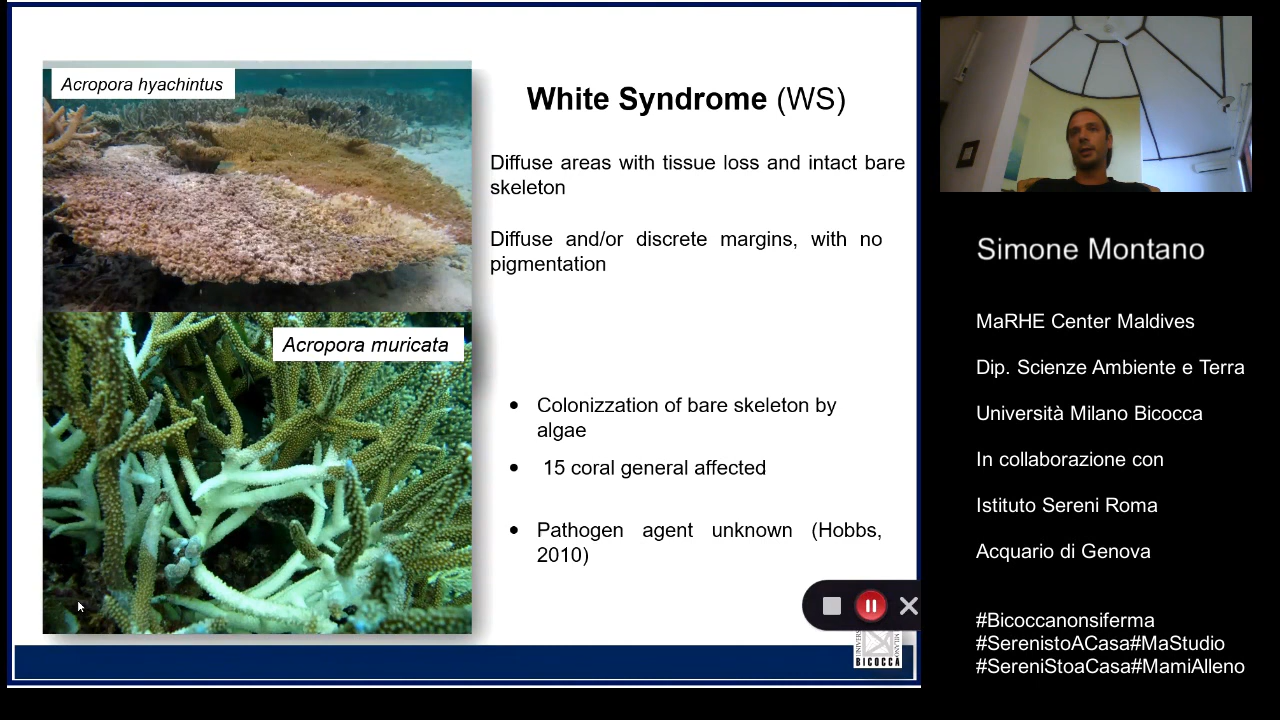 Acropora hyachintus
White Syndrome (WS)
Diffuse areas with tissue loss and intact bare
skeleton
Diffuse and/or discrete margins, with no
pigmentation
Acropora muricata
Colonizzation of bare skeleton by
algae
15 coral general affected
Pathogen agent unknown (Hobbs,
2010)
BICOCCA
Simone Montano
MaRHE Center Maldives
Dip. Scienze Ambiente e Terra
Università Milano Bicocca
In collaborazione con
Istituto Sereni Roma
Acquario di Genova
#Bicoccanonsiferma
#SerenistoACasa#MaStudio
#SereniStoaCasa#MamiAlleno